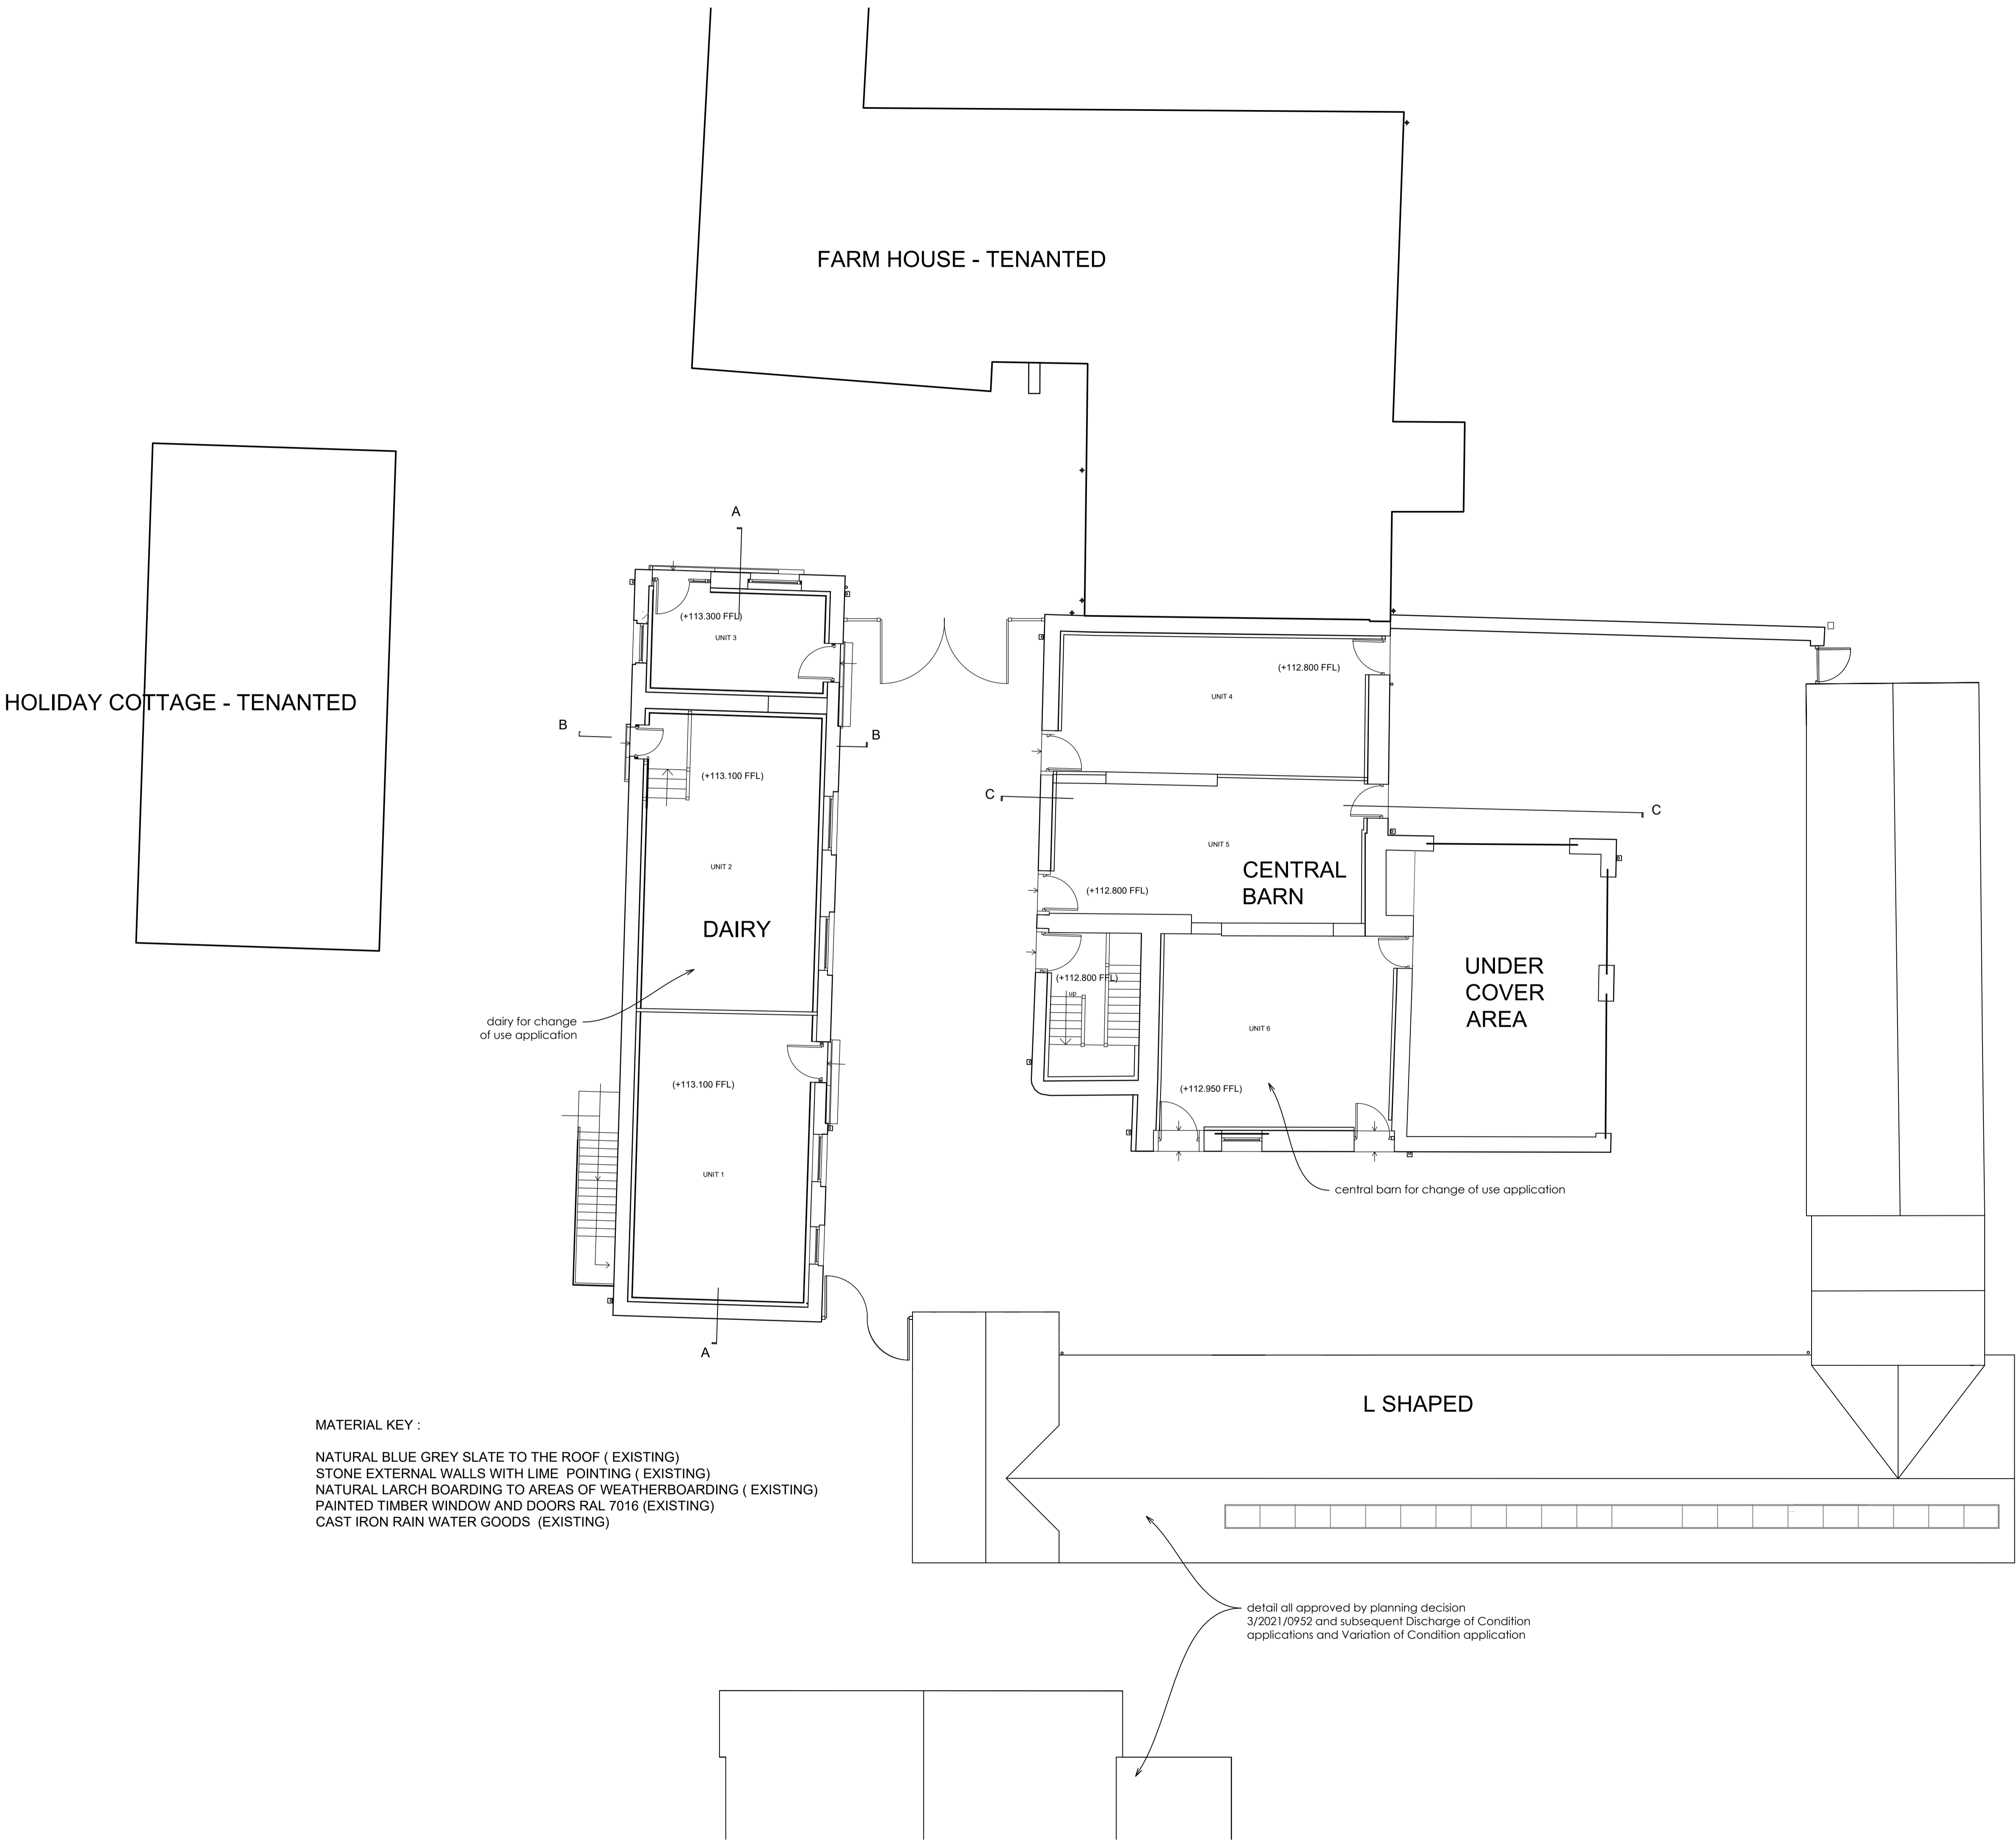 FARM HOUSE - TENANTED
A
(+113.300 FFL)
UNIT 3
(+112.800 FFL)
UNIT 4
HOLIDAY COTTAGE - TENANTED
B
B
(+113.100 FFL)
C
C
UNIT 2
UNIT 5
CENTRAL
BARN
(+112.800 FFL)
DAIRY
UNDER
COVER
AREA
(+112.800 FFL)
up
dairy for change
of use application
UNIT 6
(+113.100 FFL)
(+112.950 FFL)
UNIT 1
central barn for change of use application
A
L SHAPED
MATERIAL KEY :
NATURAL BLUE GREY SLATE TO THE ROOF ( EXISTING)
STONE EXTERNAL WALLS WITH LIME POINTING ( EXISTING)
NATURAL LARCH BOARDING TO AREAS OF WEATHERBOARDING ( EXISTING)
PAINTED TIMBER WINDOW AND DOORS RAL 7016 (EXISTING)
CAST IRON RAIN WATER GOODS (EXISTING)
detail all approved by planning decision
3/2021/0952 and subsequent Discharge of Condition
applications and Variation of Condition application